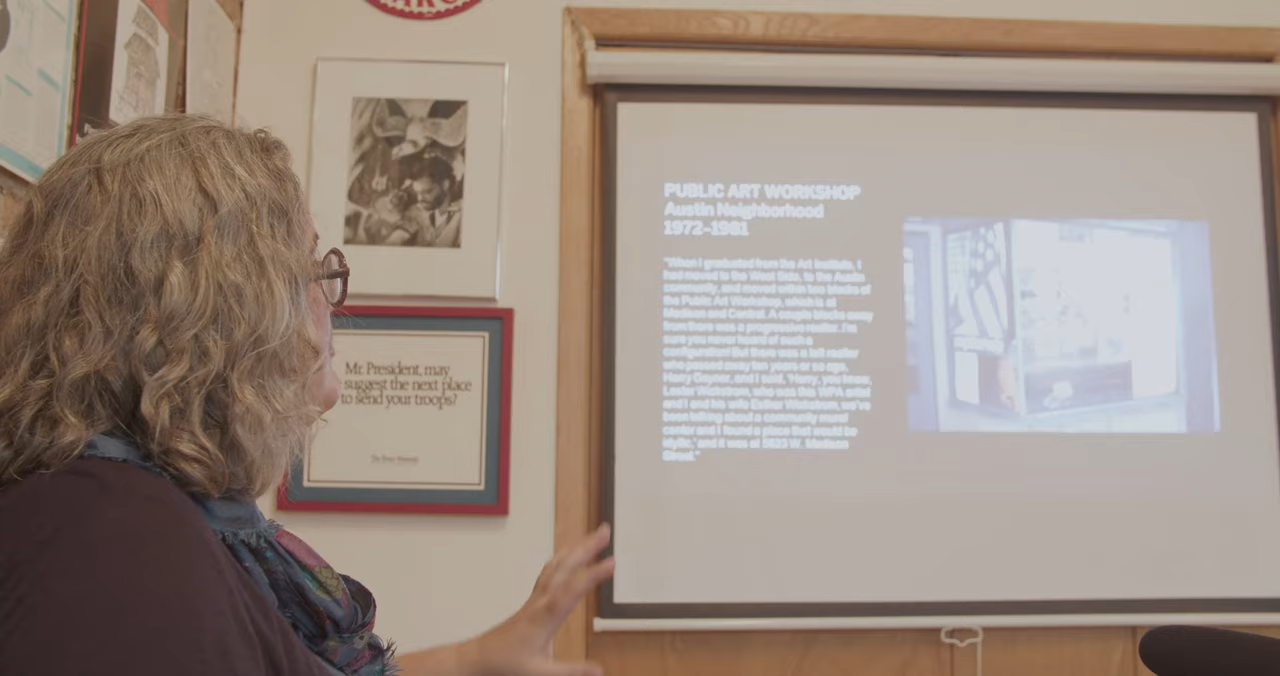 Mr. President, may
suggest the next place
to send your troops?
PUBLIC ART WORKSHOP
Austin Neighborhood
1972-1981
"When I graduated from the Art Institute, I
had moved to the West Side, to the Austin
community, and moved within two blocks of
the Public Art Workshop, which is at
Madison and Central. A couple blocks away
from there was a progressive realtor. I'm
sure you never heard of such a
configuration! But there was a left realtor
who passed away ten years or so ago,
Harry and I said, 'Harry, you know,
who was this WPA artist
and I and his wife Esther we've
been talking about a community mural
center and I found a place that would be
idyllic,' and it was at 5623 W. Madison
Street."